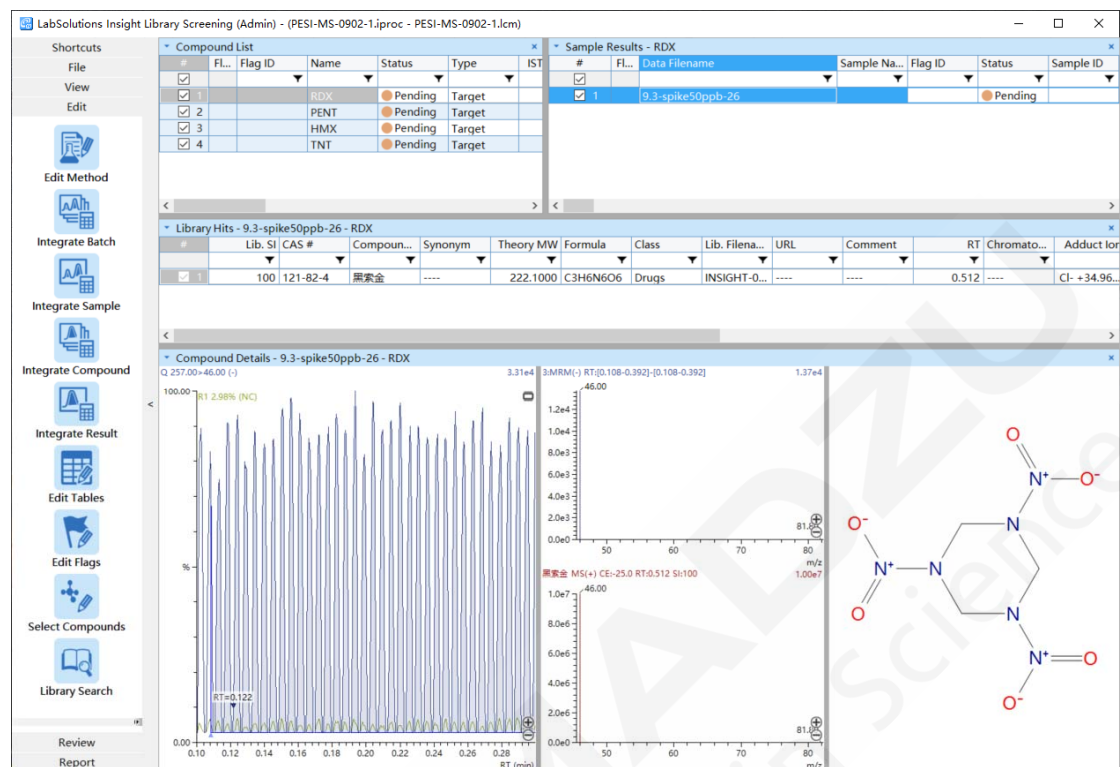 LabSolutions Insight Library Screening (Admin) - (PESI-MS-0902-1.iproc - PESI-MS-0902-1.lcm)
Shortcuts
File
View
Edit
Edit Method
Integrate Batch
Integrate Sample
Integrate Compound
Integrate Result
Edit Tables
Edit Flags
Select Compounds
Library Search
Review
Report
Compound List
# Fl... Flag ID Name Status Type IST
1 RDX Pending Target
2 PENT Pending Target
3 HMX Pending Target
4 TNT Pending Target
Sample Results - RDX
# Fl... Data Filename Sample Na... Flag ID Status Sample ID
1 9.3-spike50ppb-26 Pending
Library Hits - 9.3-spike50ppb-26 - RDX
# Lib. SI CAS # Compoun... Synonym Theory MW Formula Class Lib. Filena... URL Comment RT Chromato... Adduct Ion
1 100 121-82-4 黑索金 ---- 222.1000 C3H6N6O6 Drugs INSIGHT-0... ---- ---- 0.512 ---- Cl- +34.96...
Compound Details - 9.3-spike50ppb-26 - RDX
Q 257.00>46.00 (-) 3.31e4
100.00
R1 2.98% (NC)
%
RT=0.122
0.00
0.10 0.12 0.14 0.16 0.18 0.20 0.22 0.24 0.26 0.28
RT (min)
3:MRM(-) RT:[0.108-0.392]-[0.108-0.392] 1.37e4
46.00
1.2e4
1.0e4
8.0e3
6.0e3
4.0e3
2.0e3
0.0e0
81.8
50 60 70 80
m/z
黑索金 MS(+) CE:-25.0 RT:0.512 SI:100 1.00e7
46.00
1.0e7
8.0e6
6.0e6
4.0e6
2.0e6
0.0e0
81.8
50 60 70 80
m/z
O
N+
O-
N
O-
N+
N
O
N
N+
O
O-
MADZU
in Science